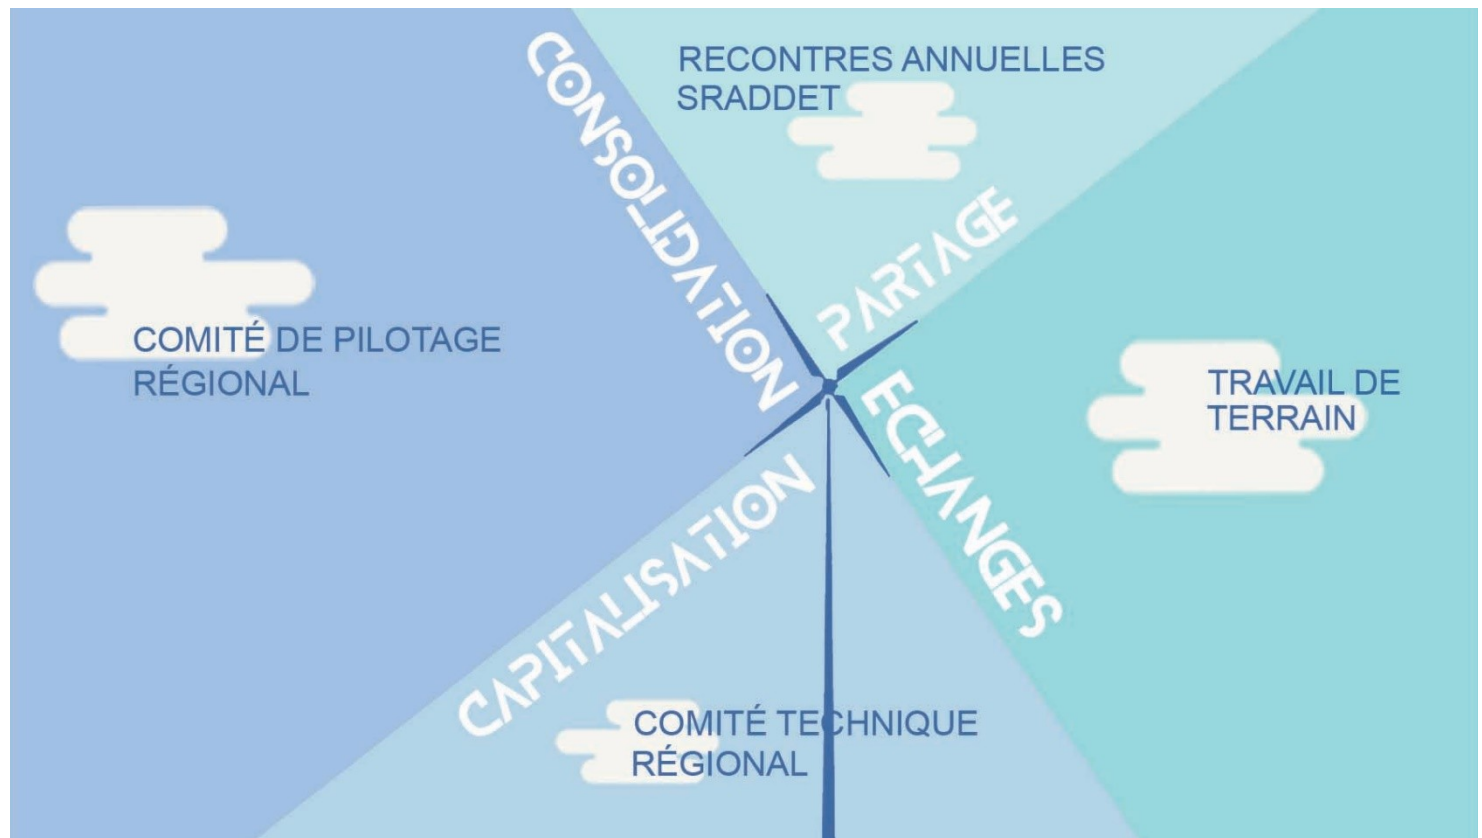 CONSOLIDATION
RECONTRES ANNUELLES
SRADDET
PARTAGE
COMITÉ DE PILOTAGE
RÉGIONAL
TRAVAIL DE
TERRAIN
ECHANGES
CAPITALISATION
COMITÉ TECHNIQUE
RÉGIONAL